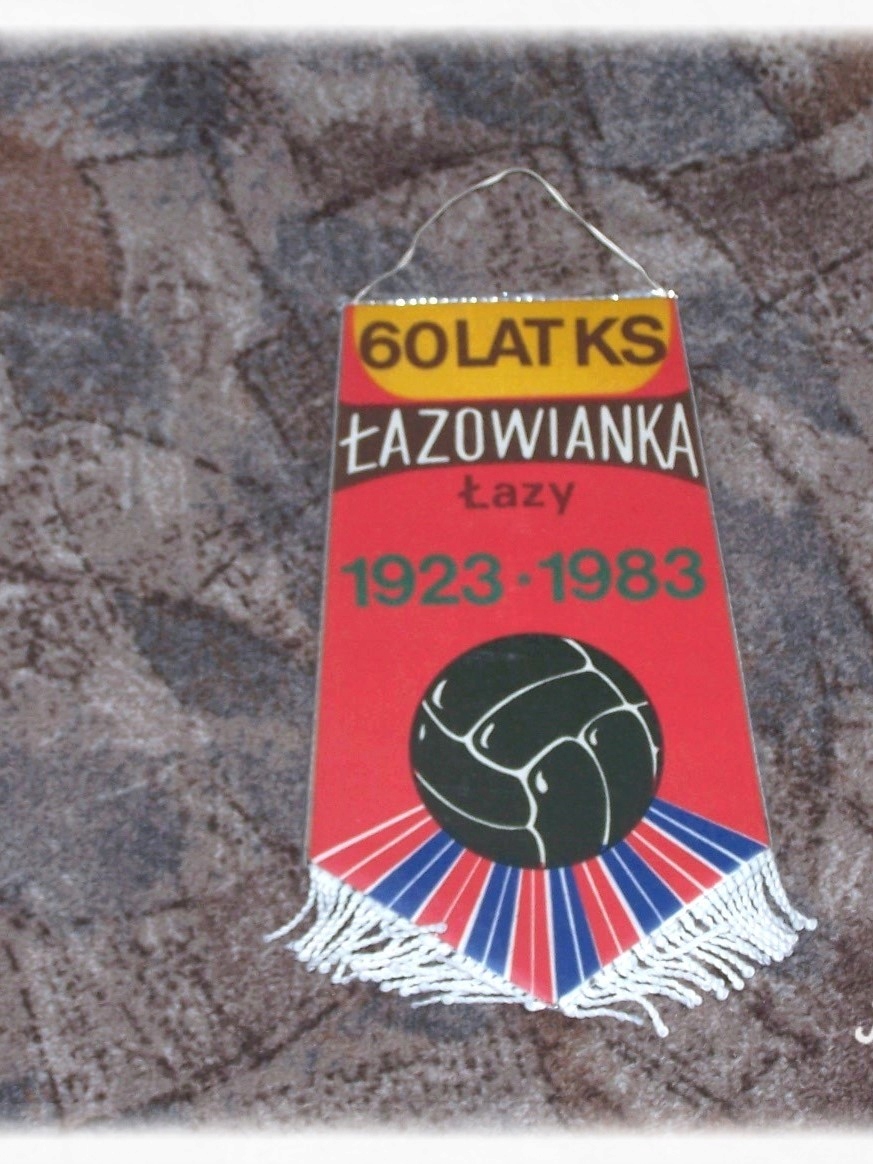 60 LAT KS
ŁAZOWIANKA
Łazy
1923 · 1983